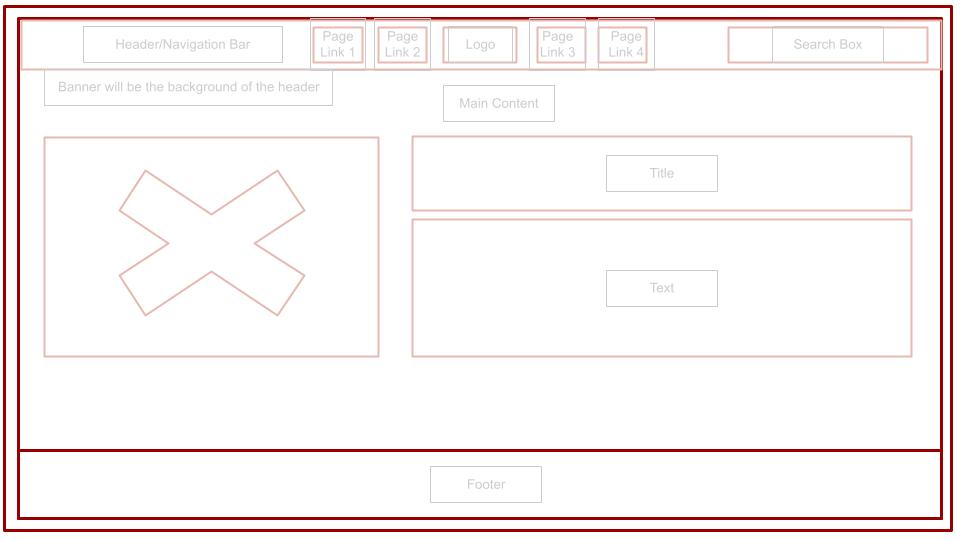 Header/Navigation Bar
Page
Link 1
Page
Link 2
Logo
Page
Link 3
Page
Link 4
Search Box
Banner will be the background of the header
Main Content
Title
Text
Footer